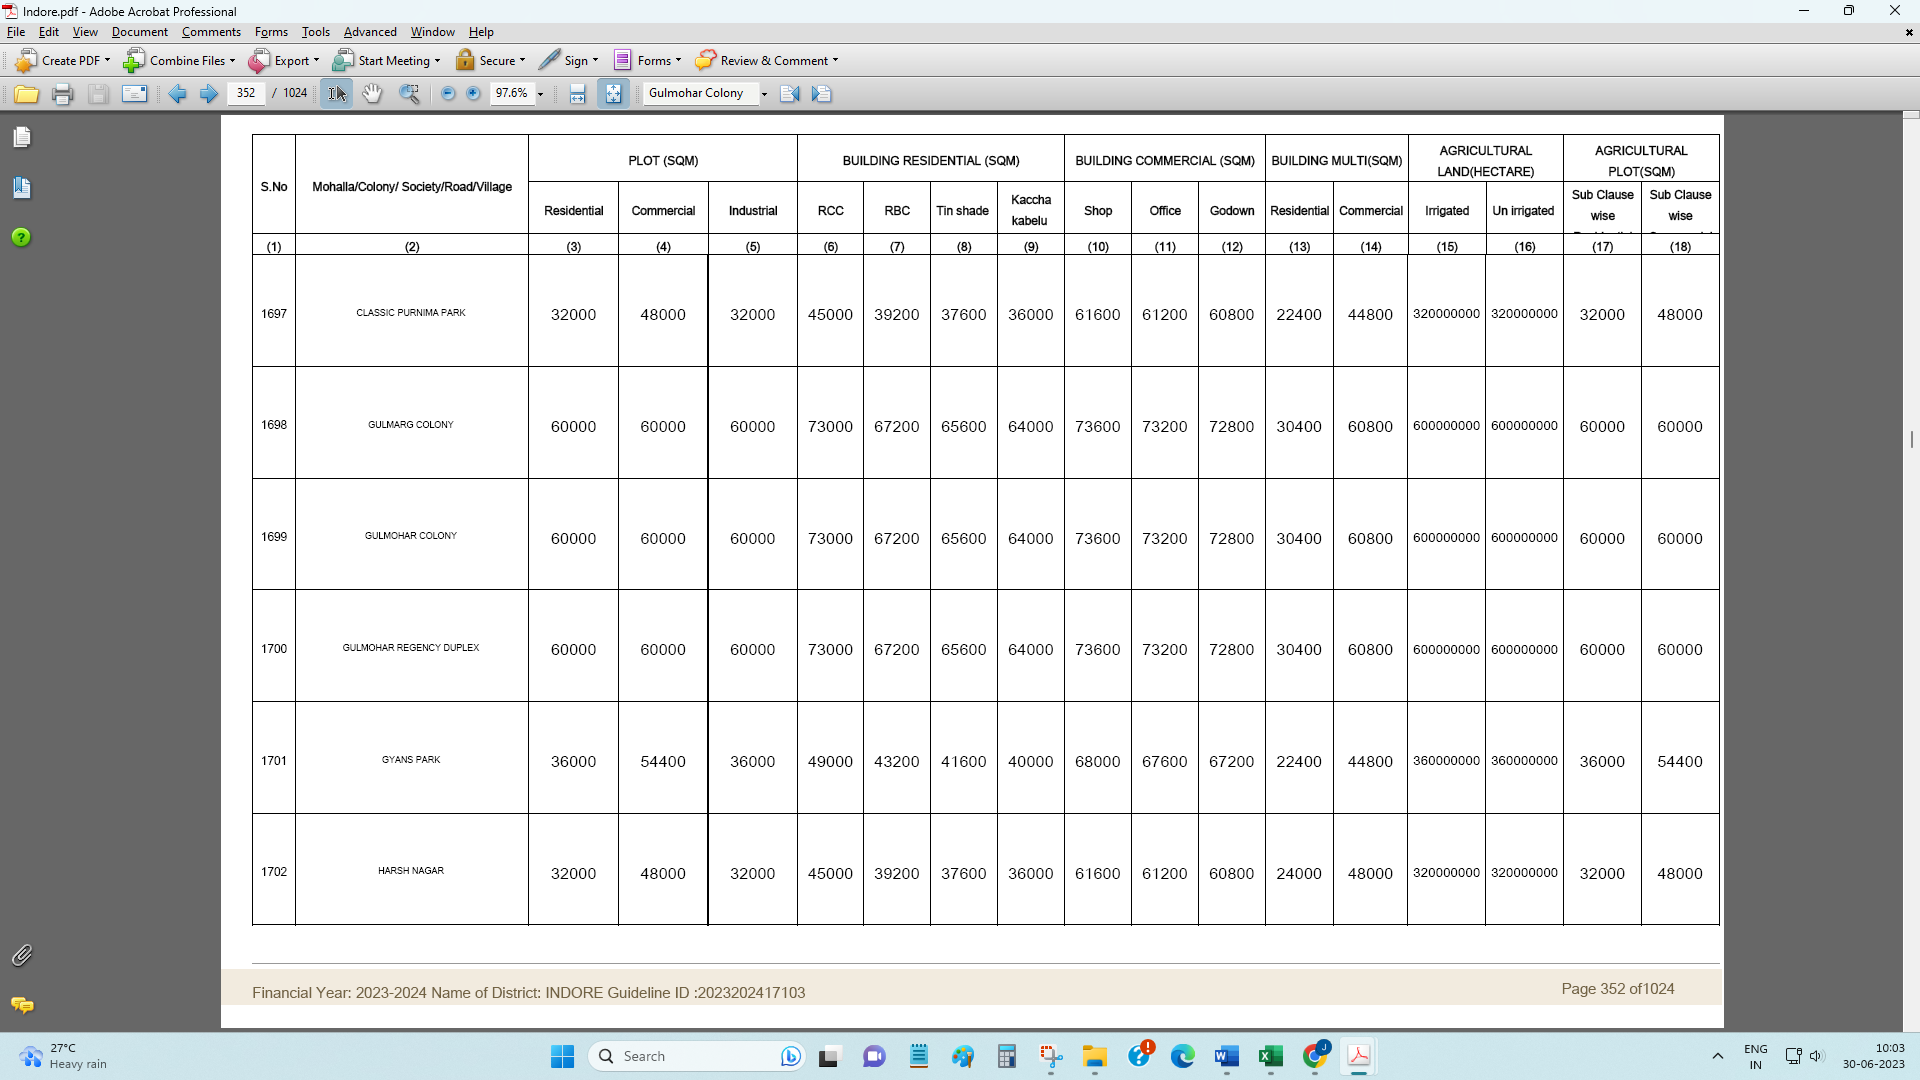 Indore.pdf - Adobe Acrobat Professional
File Edit View Document Comments Forms Tools Advanced Window Help
Create PDF Combine Files Export Start Meeting Secure Sign Forms Review & Comment
352 / 1024 97.6% Gulmohar Colony
S.No Mohalla/Colony/ Society/Road/Village PLOT (SQM) BUILDING RESIDENTIAL (SQM) BUILDING COMMERCIAL (SQM) BUILDING MULTI(SQM) AGRICULTURAL LAND(HECTARE) AGRICULTURAL PLOT(SQM)
Residential Commercial Industrial RCC RBC Tin shade Kaccha kabelu Shop Office Godown Residential Commercial Irrigated Un irrigated Sub Clause wise Sub Clause wise
(1) (2) (3) (4) (5) (6) (7) (8) (9) (10) (11) (12) (13) (14) (15) (16) (17) (18)
1697 CLASSIC PURNIMA PARK 32000 48000 32000 45000 39200 37600 36000 61600 61200 60800 22400 44800 320000000 320000000 32000 48000
1698 GULMARG COLONY 60000 60000 60000 73000 67200 65600 64000 73600 73200 72800 30400 60800 600000000 600000000 60000 60000
1699 GULMOHAR COLONY 60000 60000 60000 73000 67200 65600 64000 73600 73200 72800 30400 60800 600000000 600000000 60000 60000
1700 GULMOHAR REGENCY DUPLEX 60000 60000 60000 73000 67200 65600 64000 73600 73200 72800 30400 60800 600000000 600000000 60000 60000
1701 GYANS PARK 36000 54400 36000 49000 43200 41600 40000 68000 67600 67200 22400 44800 360000000 360000000 36000 54400
1702 HARSH NAGAR 32000 48000 32000 45000 39200 37600 36000 61600 61200 60800 24000 48000 320000000 320000000 32000 48000
Financial Year: 2023-2024 Name of District: INDORE Guideline ID :2023202417103
Page 352 of1024
27°C
Heavy rain
Search
ENG
IN
10:03
30-06-2023